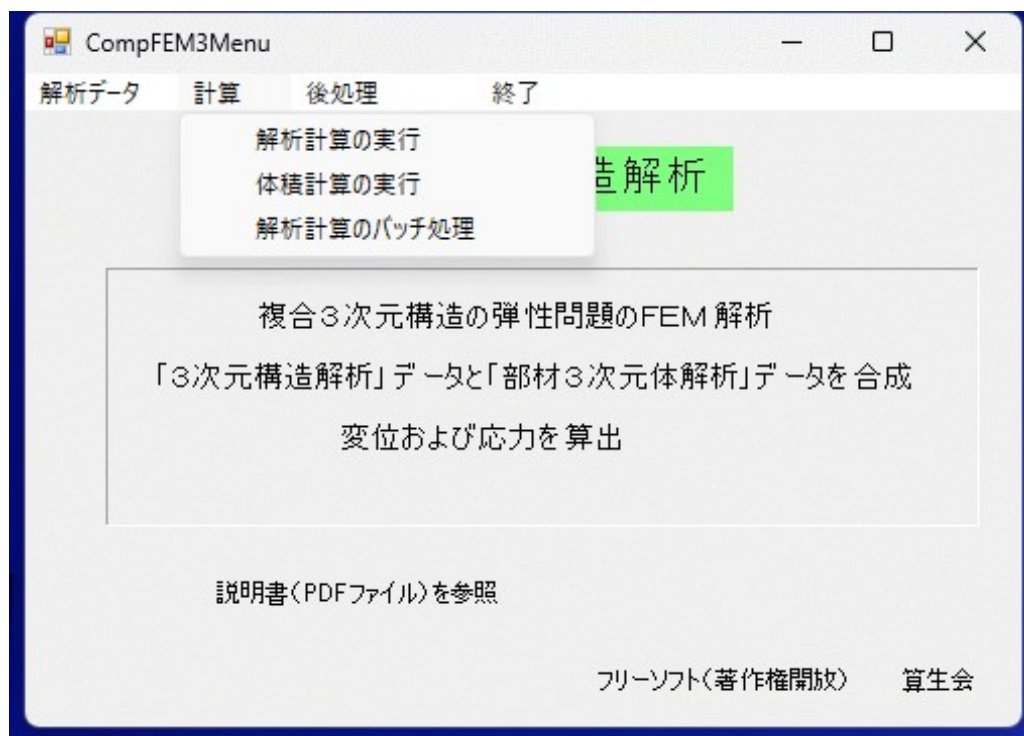 CompFEM3Menu
解析データ 計算 後処理 終了
解析計算の実行
体積計算の実行
解析計算のバッチ処理
造解析
複合3次元構造の弾性問題のFEM解析
「3次元構造解析」データと「部材3次元体解析」データを合成
変位および応力を算出
説明書(PDFファイル)を参照
フリーソフト(著作権開放) 算生会